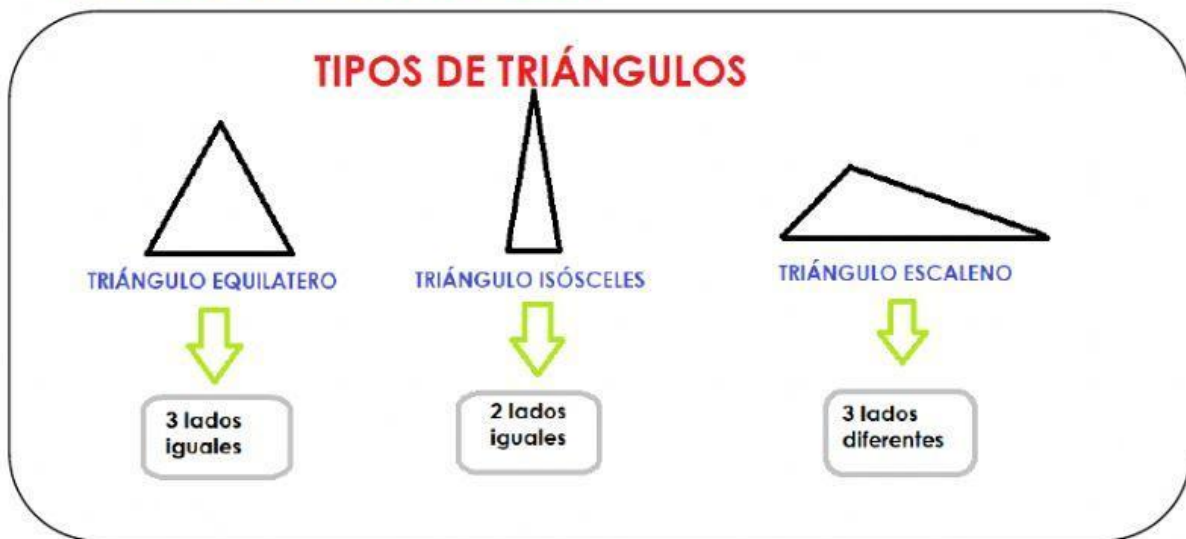 TIPOS DE TRIÁNGULOS
TRIÁNGULO EQUILATERO
3 lados
iguales
TRIÁNGULO ISÓSCELES
2 lados
iguales
TRIÁNGULO ESCALENO
3 lados
diferentes